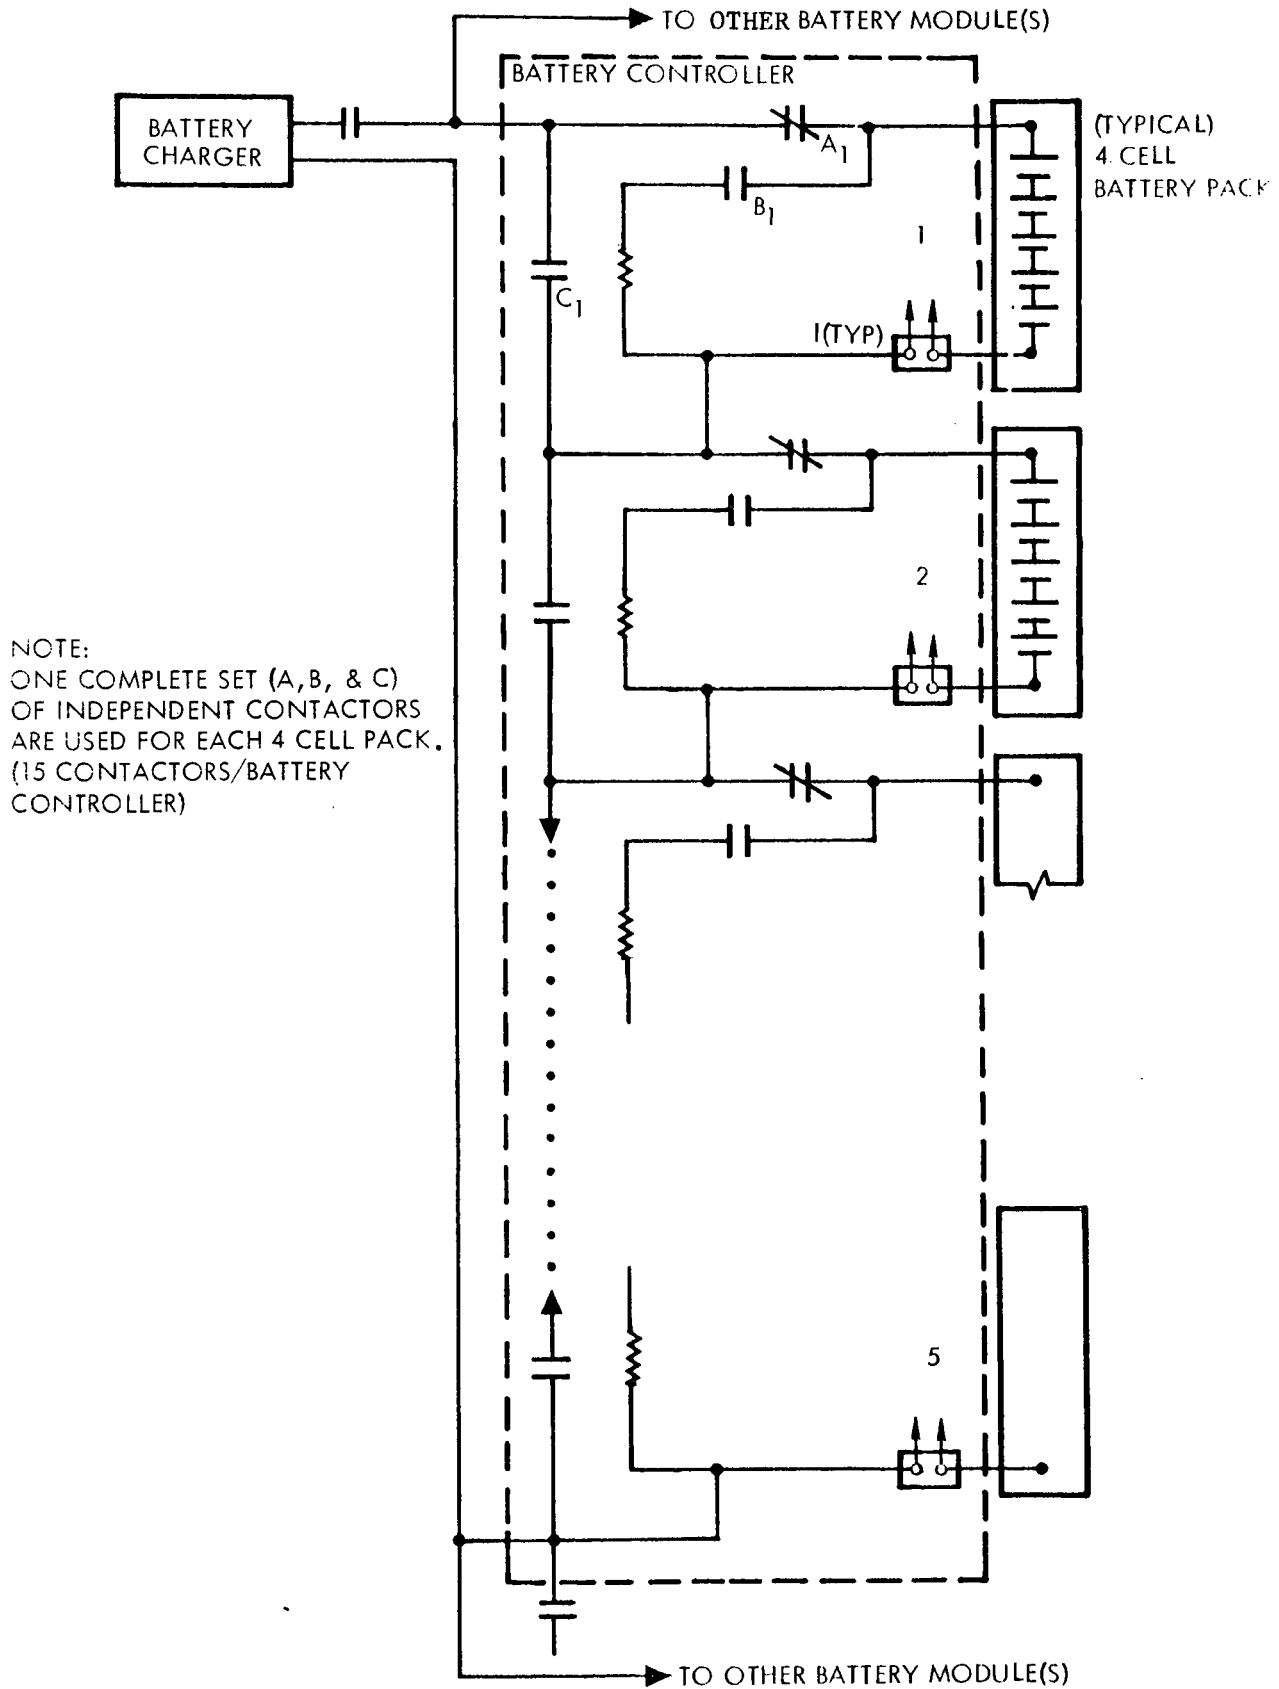 TO OTHER BATTERY MODULE(S)
BATTERY CONTROLLER
BATTERY
CHARGER
A1
(TYPICAL)
4 CELL
BATTERY PACK
B1
1
C1
I(TYP)
2
NOTE:
ONE COMPLETE SET (A,B, & C)
OF INDEPENDENT CONTACTORS
ARE USED FOR EACH 4 CELL PACK.
(15 CONTACTORS/BATTERY
CONTROLLER)
5
TO OTHER BATTERY MODULE(S)